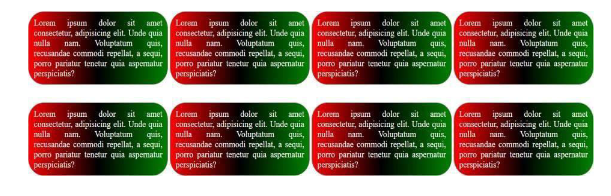 Lorem ipsum dolor sit amet
consectetur, adipisicing elit. Unde quia
nulla nam. Voluptatum quis,
recusandae commodi repellat, a sequi,
porro pariatur tenetur quia aspernatur
perspiciatis?
Lorem ipsum dolor sit amet
consectetur, adipisicing elit. Unde quia
nulla nam. Voluptatum quis,
recusandae commodi repellat, a sequi,
porro pariatur tenetur quia aspernatur
perspiciatis?
Lorem ipsum dolor sit amet
consectetur, adipisicing elit. Unde quia
nulla nam. Voluptatum quis,
recusandae commodi repellat, a sequi,
porro pariatur tenetur quia aspernatur
perspiciatis?
Lorem ipsum dolor sit amet
consectetur, adipisicing elit. Unde quia
nulla nam. Voluptatum quis,
recusandae commodi repellat, a sequi,
porro pariatur tenetur quia aspernatur
perspiciatis?
Lorem ipsum dolor sit amet
consectetur, adipisicing elit. Unde quia
nulla nam. Voluptatum quis,
recusandae commodi repellat, a sequi,
porro pariatur tenetur quia aspernatur
perspiciatis?
Lorem ipsum dolor sit amet
consectetur, adipisicing elit. Unde quia
nulla nam. Voluptatum quis,
recusandae commodi repellat, a sequi,
porro pariatur tenetur quia aspernatur
perspiciatis?
Lorem ipsum dolor sit amet
consectetur, adipisicing elit. Unde quia
nulla nam. Voluptatum quis,
recusandae commodi repellat, a sequi,
porro pariatur tenetur quia aspernatur
perspiciatis?
Lorem ipsum dolor sit amet
consectetur, adipisicing elit. Unde quia
nulla nam. Voluptatum quis,
recusandae commodi repellat, a sequi,
porro pariatur tenetur quia aspernatur
perspiciatis?